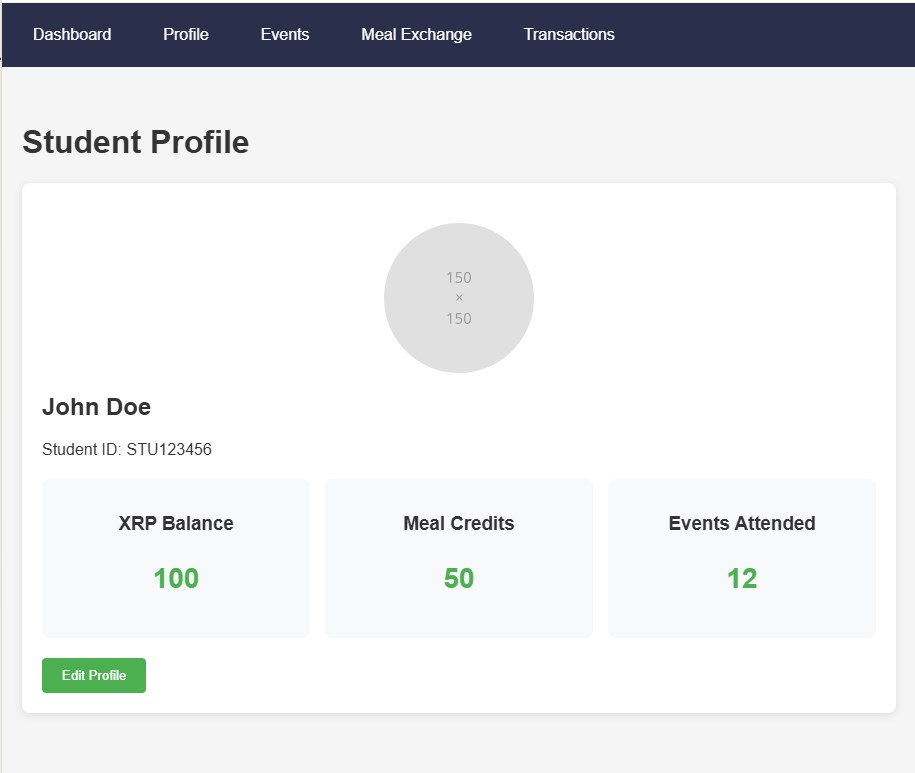 Dashboard Profile Events Meal Exchange Transactions
Student Profile
150
×
150
John Doe
Student ID: STU123456
XRP Balance Meal Credits Events Attended
100 50 12
Edit Profile